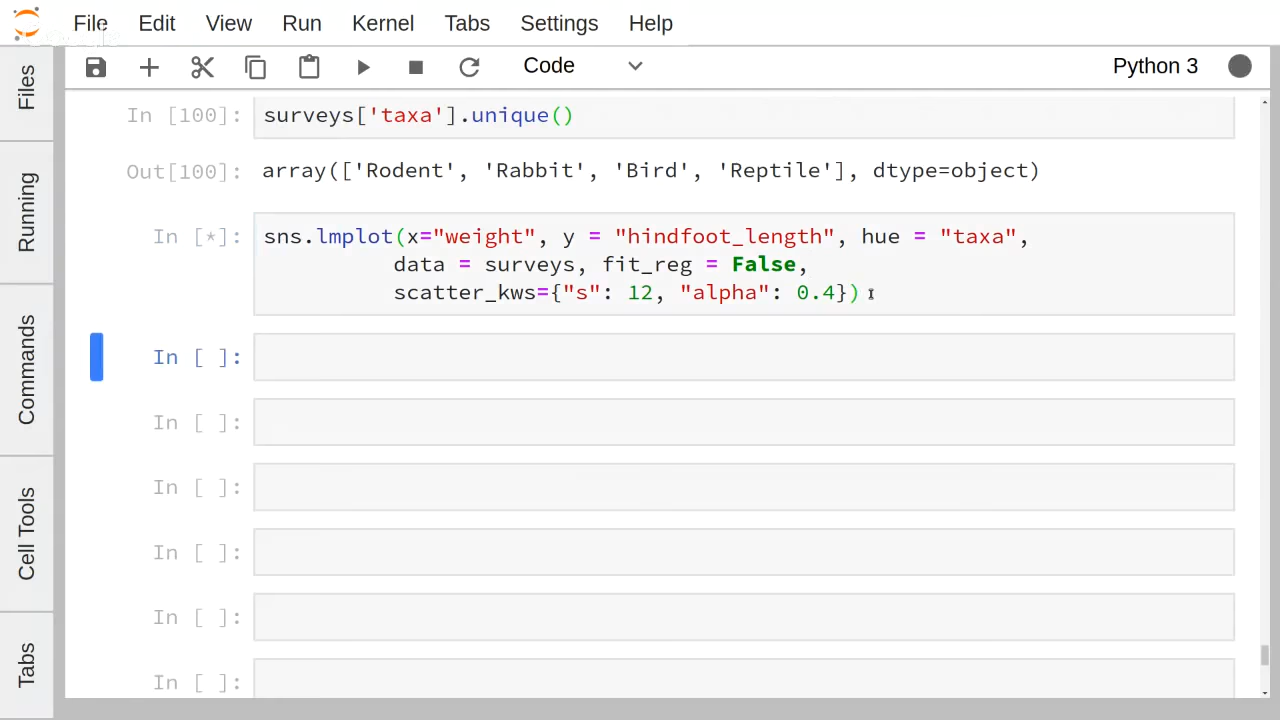 File Edit View Run Kernel Tabs Settings Help
Code Python 3
Files
Running
Commands
Cell Tools
Tabs
In [100]: surveys['taxa'].unique()
Out[100]: array(['Rodent', 'Rabbit', 'Bird', 'Reptile'], dtype=object)
In [*]: sns.lmplot(x="weight", y = "hindfoot_length", hue = "taxa",
data = surveys, fit_reg = False,
scatter_kws={"s": 12, "alpha": 0.4})
In [ ]:
In [ ]:
In [ ]:
In [ ]:
In [ ]:
In [ ]: